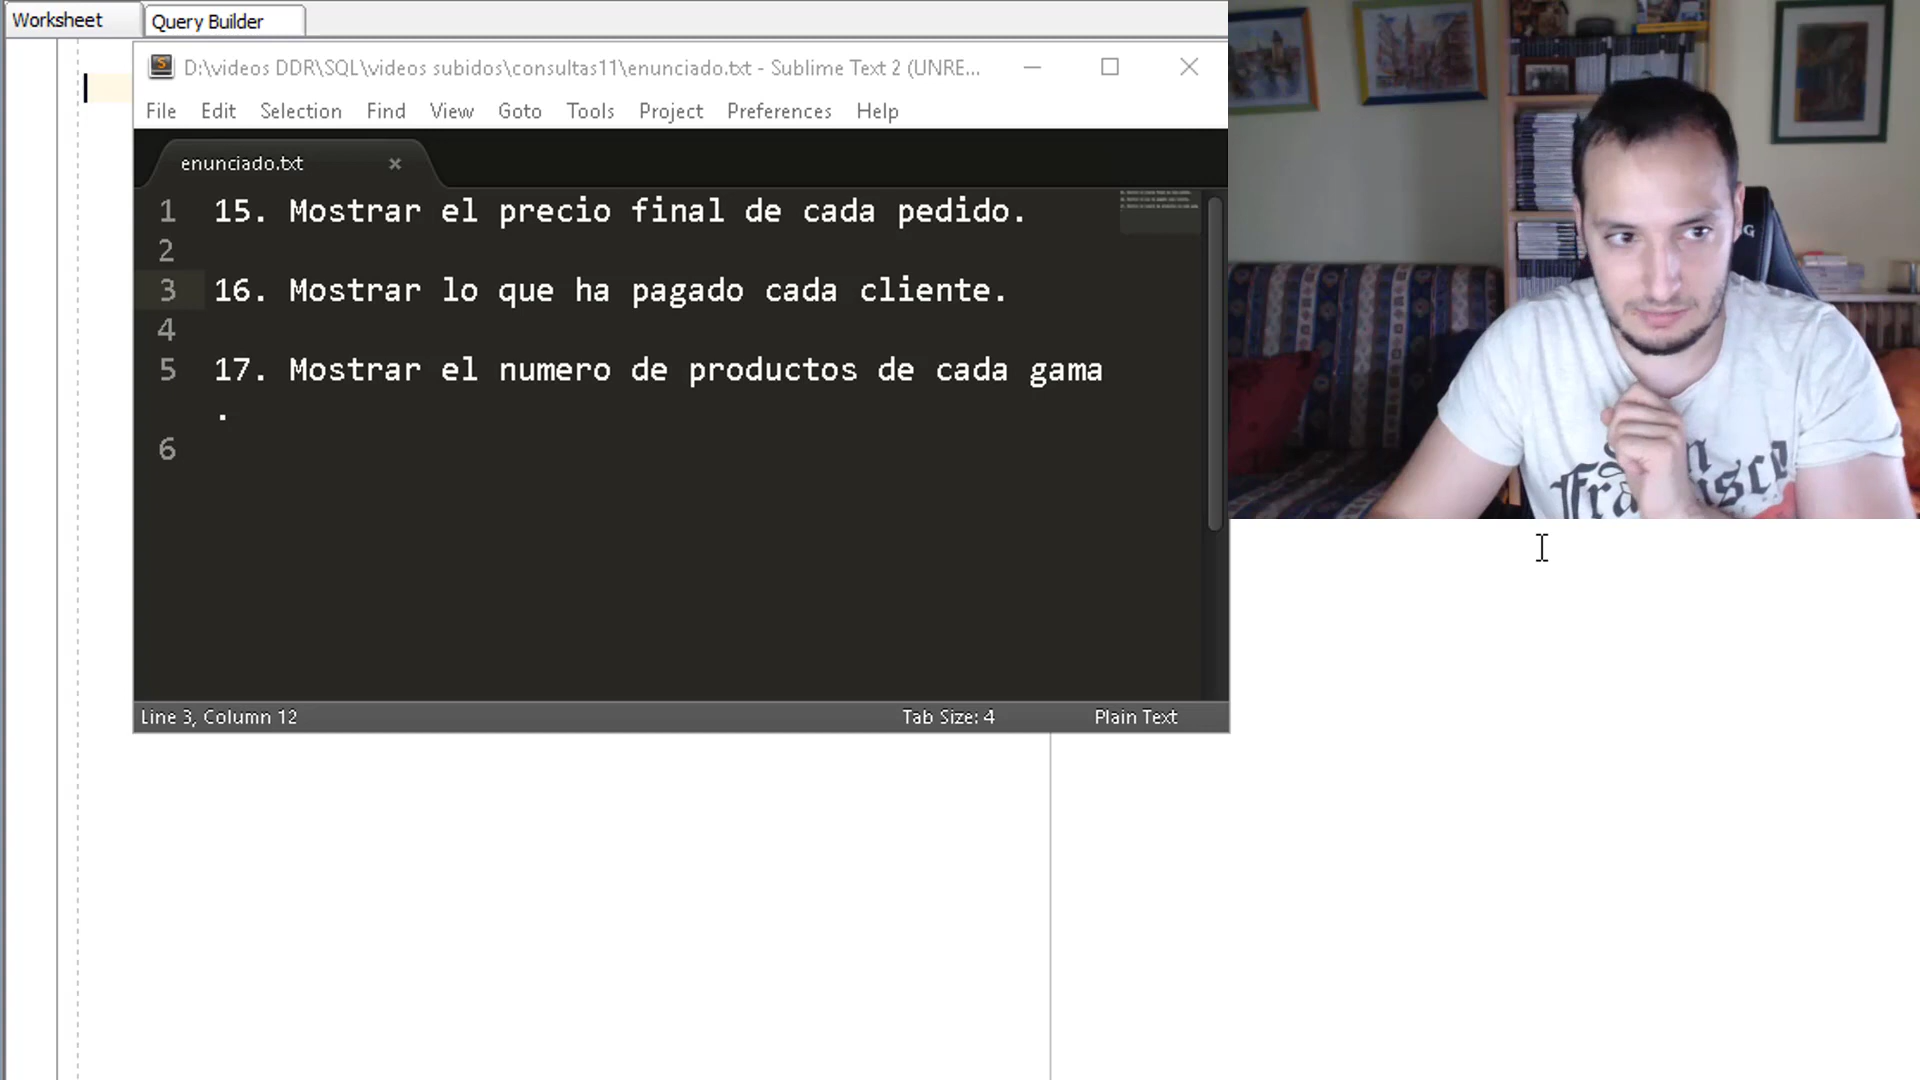 Worksheet
Query Builder
D:\videos DDR\SQL\videos subidos\consultas11\enunciado.txt - Sublime Text 2 (UNRE...
File Edit Selection Find View Goto Tools Project Preferences Help
enunciado.txt
1 15. Mostrar el precio final de cada pedido.
2
3 16. Mostrar lo que ha pagado cada cliente.
4
5 17. Mostrar el numero de productos de cada gama
.
6
Line 3, Column 12
Tab Size: 4
Plain Text